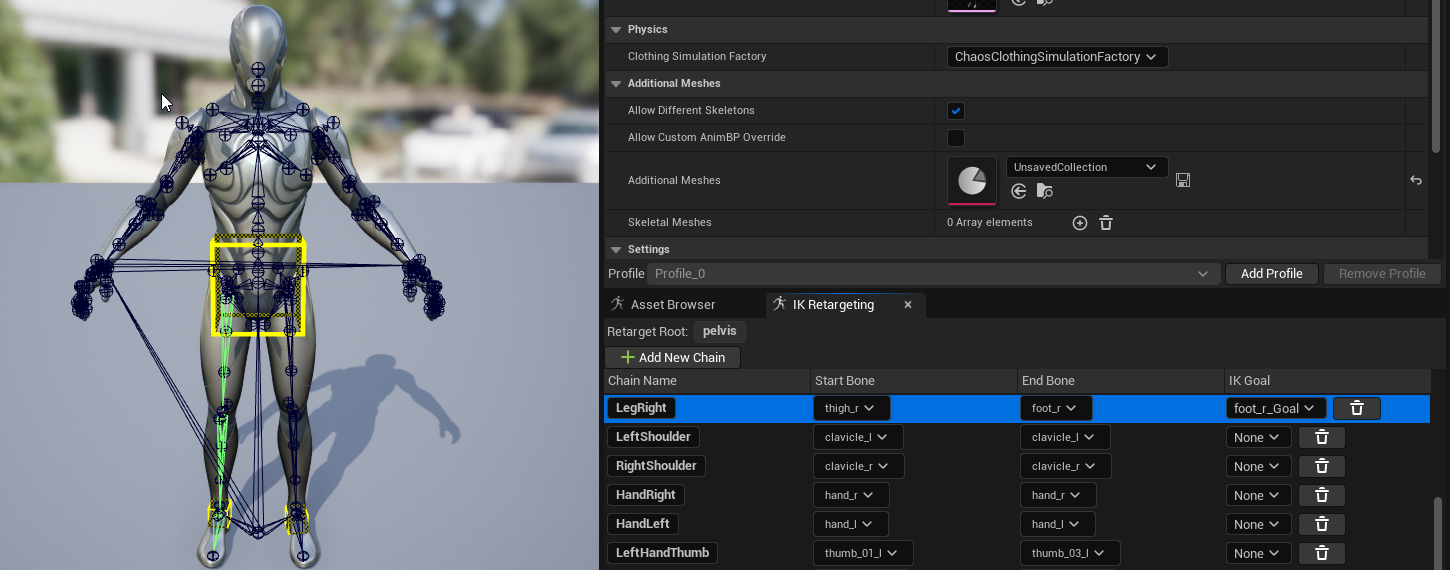 Physics
Clothing Simulation Factory ChaosClothingSimulationFactory
Additional Meshes
Allow Different Skeletons
Allow Custom AnimBP Override
Additional Meshes UnsavedCollection
Skeletal Meshes 0 Array elements
Settings
Profile Profile_0 Add Profile Remove Profile
Asset Browser IK Retargeting
Retarget Root: pelvis
Add New Chain
Chain Name Start Bone End Bone IK Goal
LegRight thigh_r foot_r foot_r_Goal
LeftShoulder clavicle_l clavicle_l None
RightShoulder clavicle_r clavicle_r None
HandRight hand_r hand_r None
HandLeft hand_l hand_l None
LeftHandThumb thumb_01_l thumb_03_l None